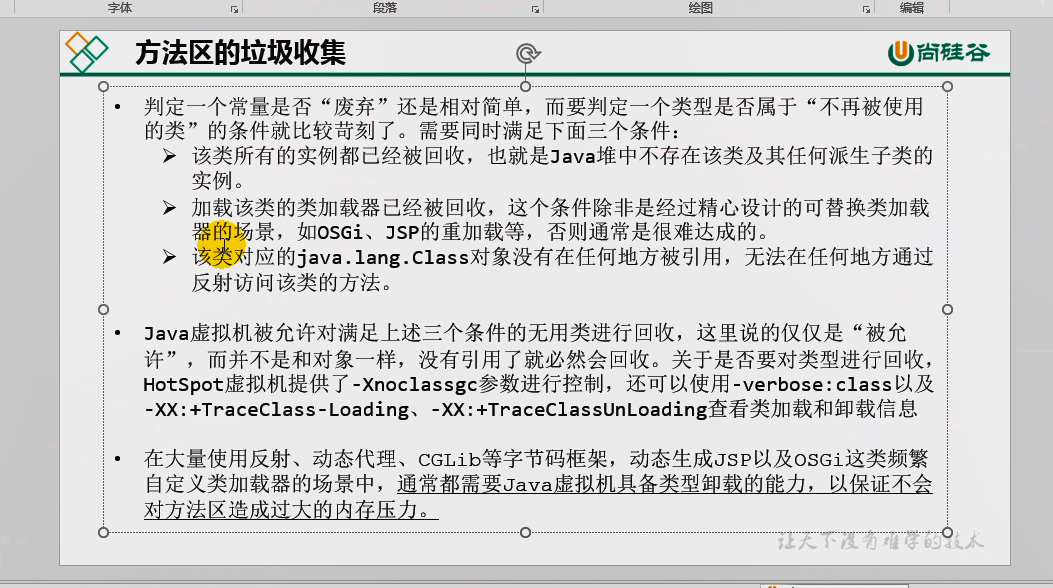 字体 段落 绘图 编辑
方法区的垃圾收集
尚硅谷
• 判定一个常量是否“废弃”还是相对简单，而要判定一个类型是否属于“不再被使用
的类”的条件就比较苛刻了。需要同时满足下面三个条件：
➢ 该类所有的实例都已经被回收，也就是Java堆中不存在该类及其任何派生子类的
实例。
➢ 加载该类的类加载器已经被回收，这个条件除非是经过精心设计的可替换类加载
器的场景，如OSGi、JSP的重加载等，否则通常是很难达成的。
➢ 该类对应的java.lang.Class对象没有在任何地方被引用，无法在任何地方通过
反射访问该类的方法。
• Java虚拟机被允许对满足上述三个条件的无用类进行回收，这里说的仅仅是“被允
许”，而并不是和对象一样，没有引用了就必然会回收。关于是否要对类型进行回收，
HotSpot虚拟机提供了-Xnoclassgc参数进行控制，还可以使用-verbose:class以及
-XX:+TraceClass-Loading、-XX:+TraceClassUnLoading查看类加载和卸载信息
• 在大量使用反射、动态代理、CGLib等字节码框架，动态生成JSP以及OSGi这类频繁
自定义类加载器的场景中，通常都需要Java虚拟机具备类型卸载的能力，以保证不会
对方法区造成过大的内存压力。
让天下没有难学的技术